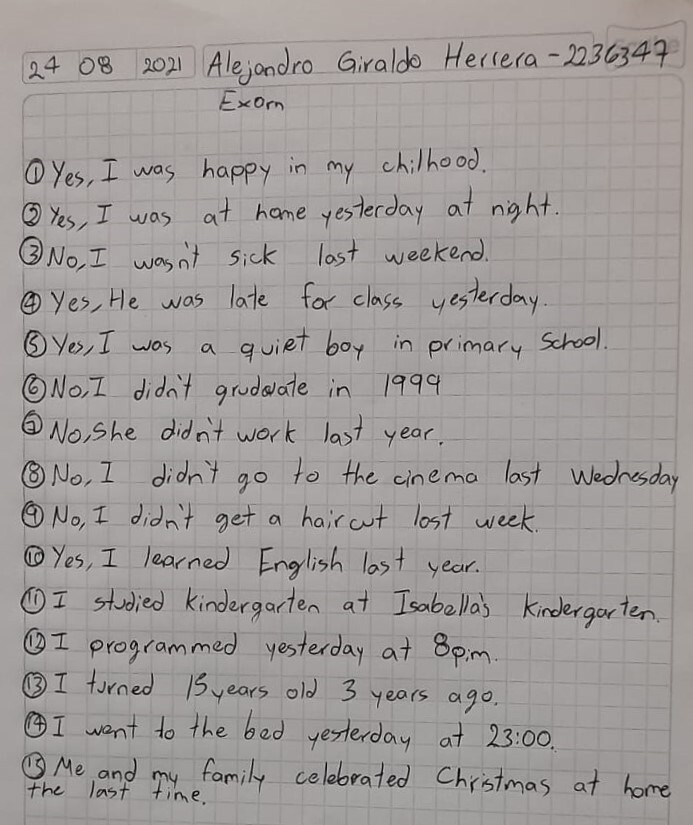 24 08 2021 Alejandro Giraldo Herrera - 2236347
Exam
① Yes, I was happy in my chilhood.
② Yes, I was at home yesterday at night.
③ No, I wasn't sick last weekend.
④ Yes, He was late for class yesterday.
⑤ Yes, I was a quiet boy in primary school.
⑥ No, I didn't grudate in 1999
⑦ No, She didn't work last year.
⑧ No, I didn't go to the cinema last Wednesday
⑨ No, I didn't get a haircut last week.
⑩ Yes, I learned English last year.
⑪ I studied kindergarten at Isabella's kindergarten.
⑫ I programmed yesterday at 8p.m.
⑬ I turned 15 years old 3 years ago.
⑭ I went to the bed yesterday at 23:00.
⑮ Me and my family celebrated Christmas at home
the last time.